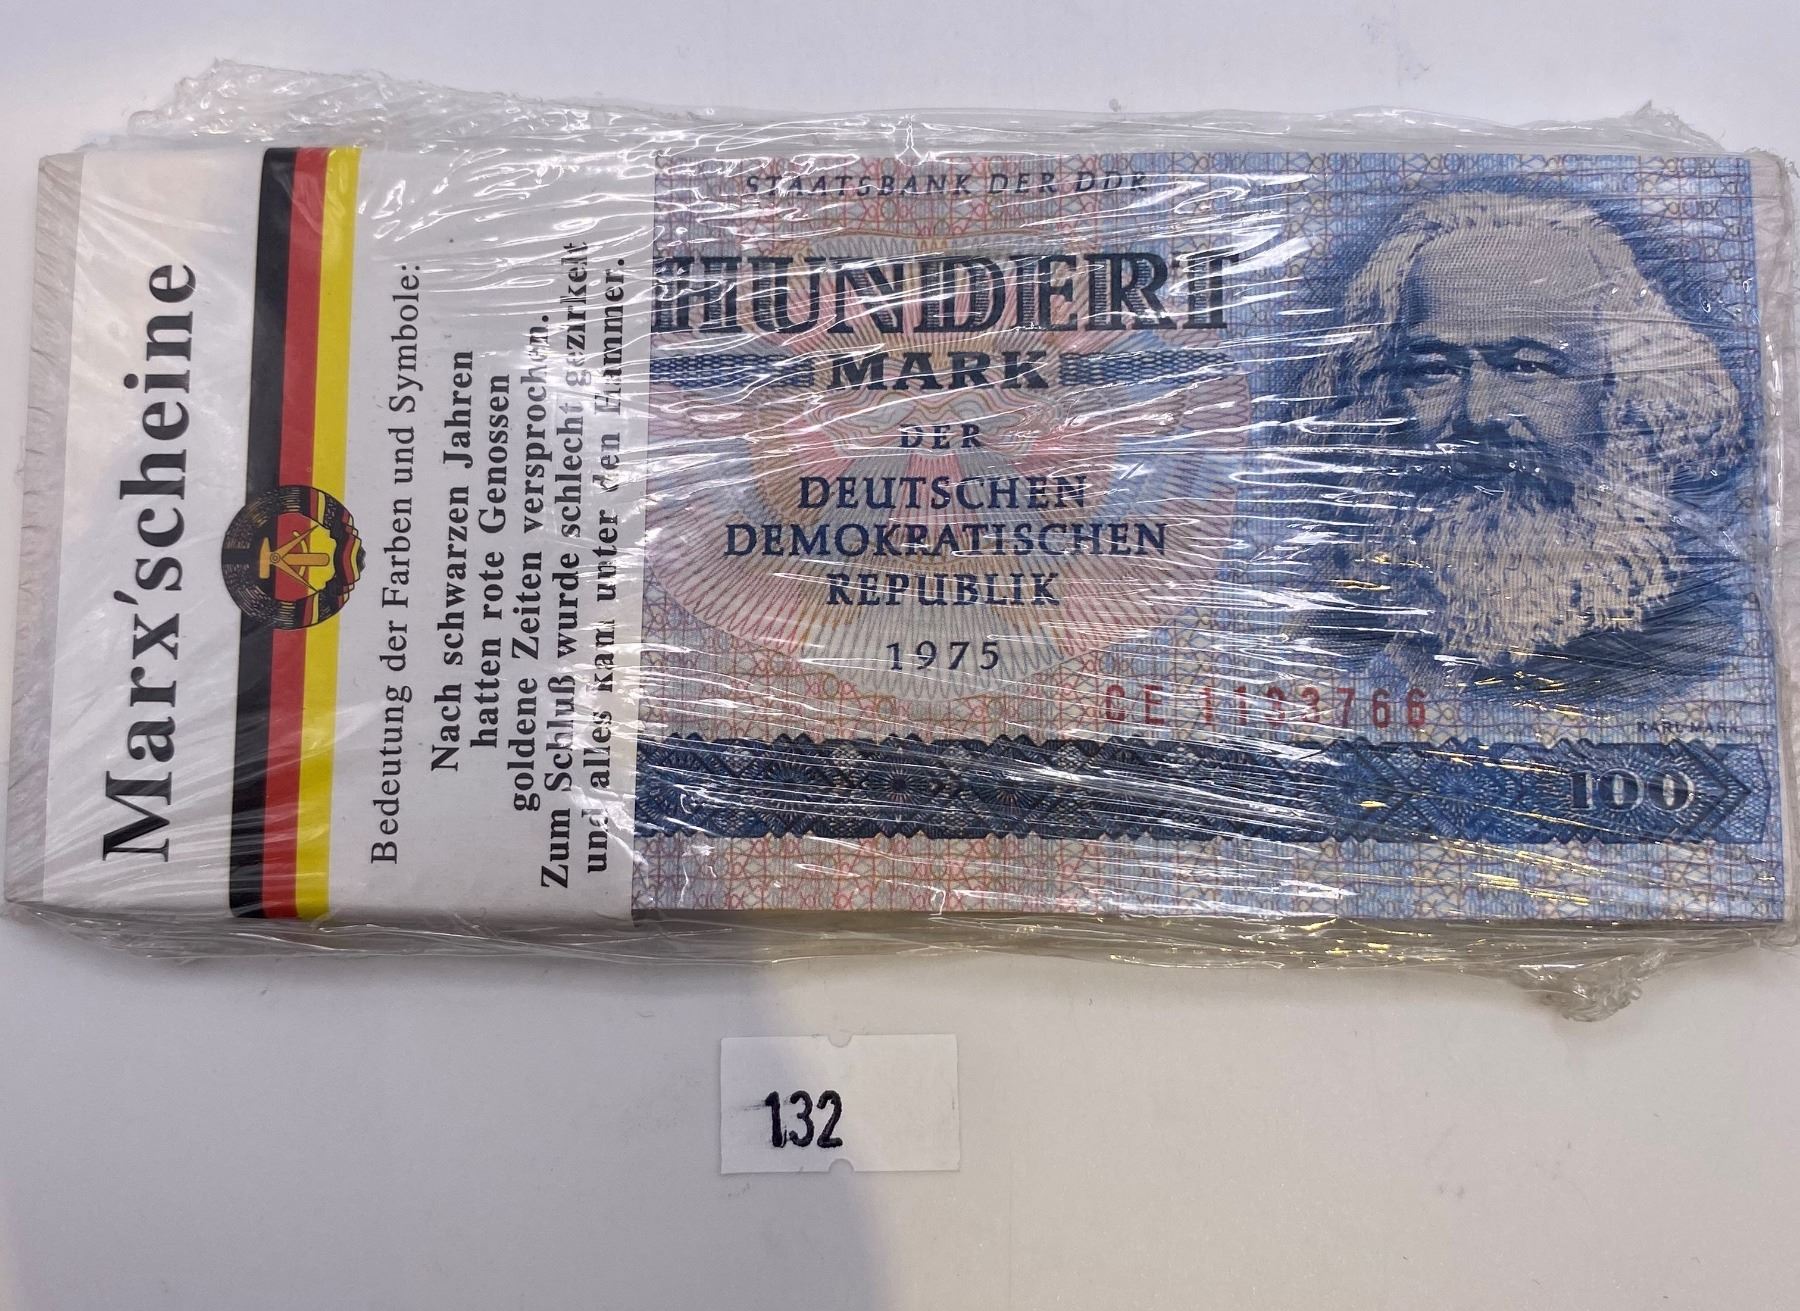 Marx'scheine
Bedeutung der Farben und Symbole:
Nach schwarzen Jahren
hatten rote Genossen
goldene Zeiten versprochen.
Zum Schluß wurde schlecht gezirkelt
und alles kam unter den Hammer.
STAATSBANK DER DDR
HUNDERT
MARK
DER
DEUTSCHEN
DEMOKRATISCHEN
REPUBLIK
1975
CE 1133766
KARL MARX
100
132